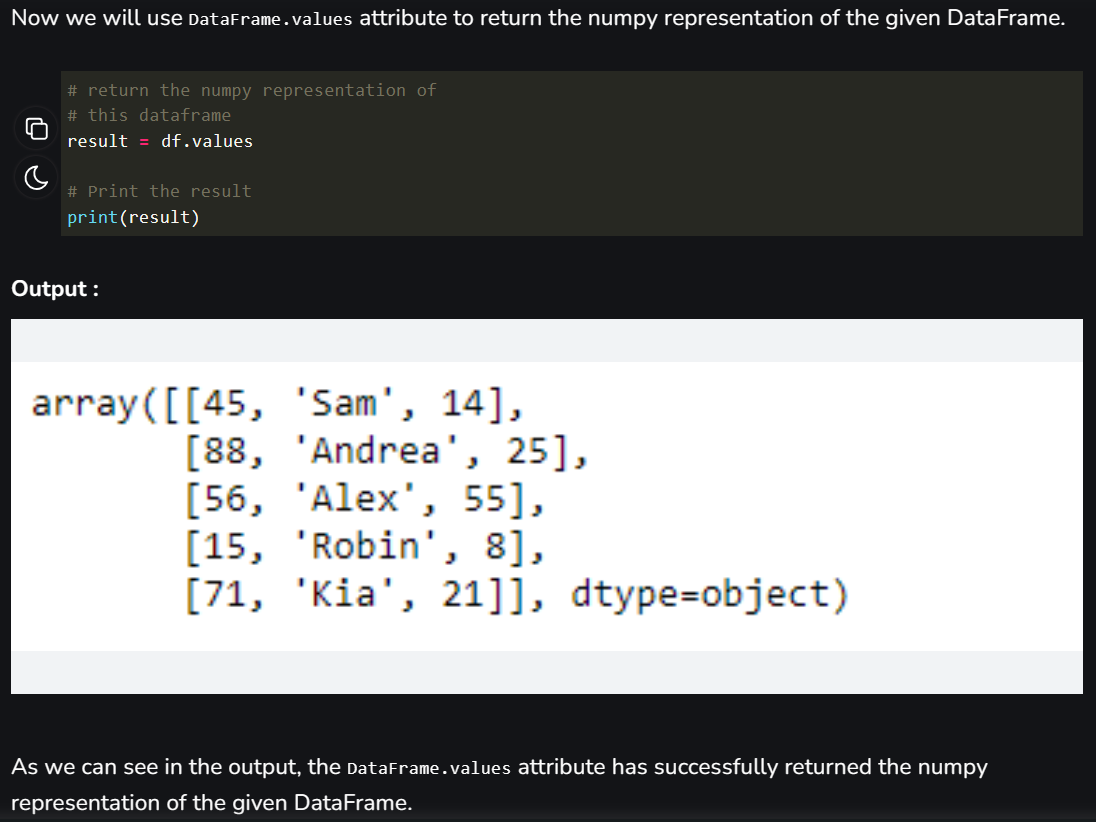 Now we will use DataFrame.values attribute to return the numpy representation of the given DataFrame.
# return the numpy representation of
# this dataframe
result = df.values
# Print the result
print(result)
Output :
array([[45, 'Sam', 14],
[88, 'Andrea', 25],
[56, 'Alex', 55],
[15, 'Robin', 8],
[71, 'Kia', 21]], dtype=object)
As we can see in the output, the DataFrame.values attribute has successfully returned the numpy
representation of the given DataFrame.